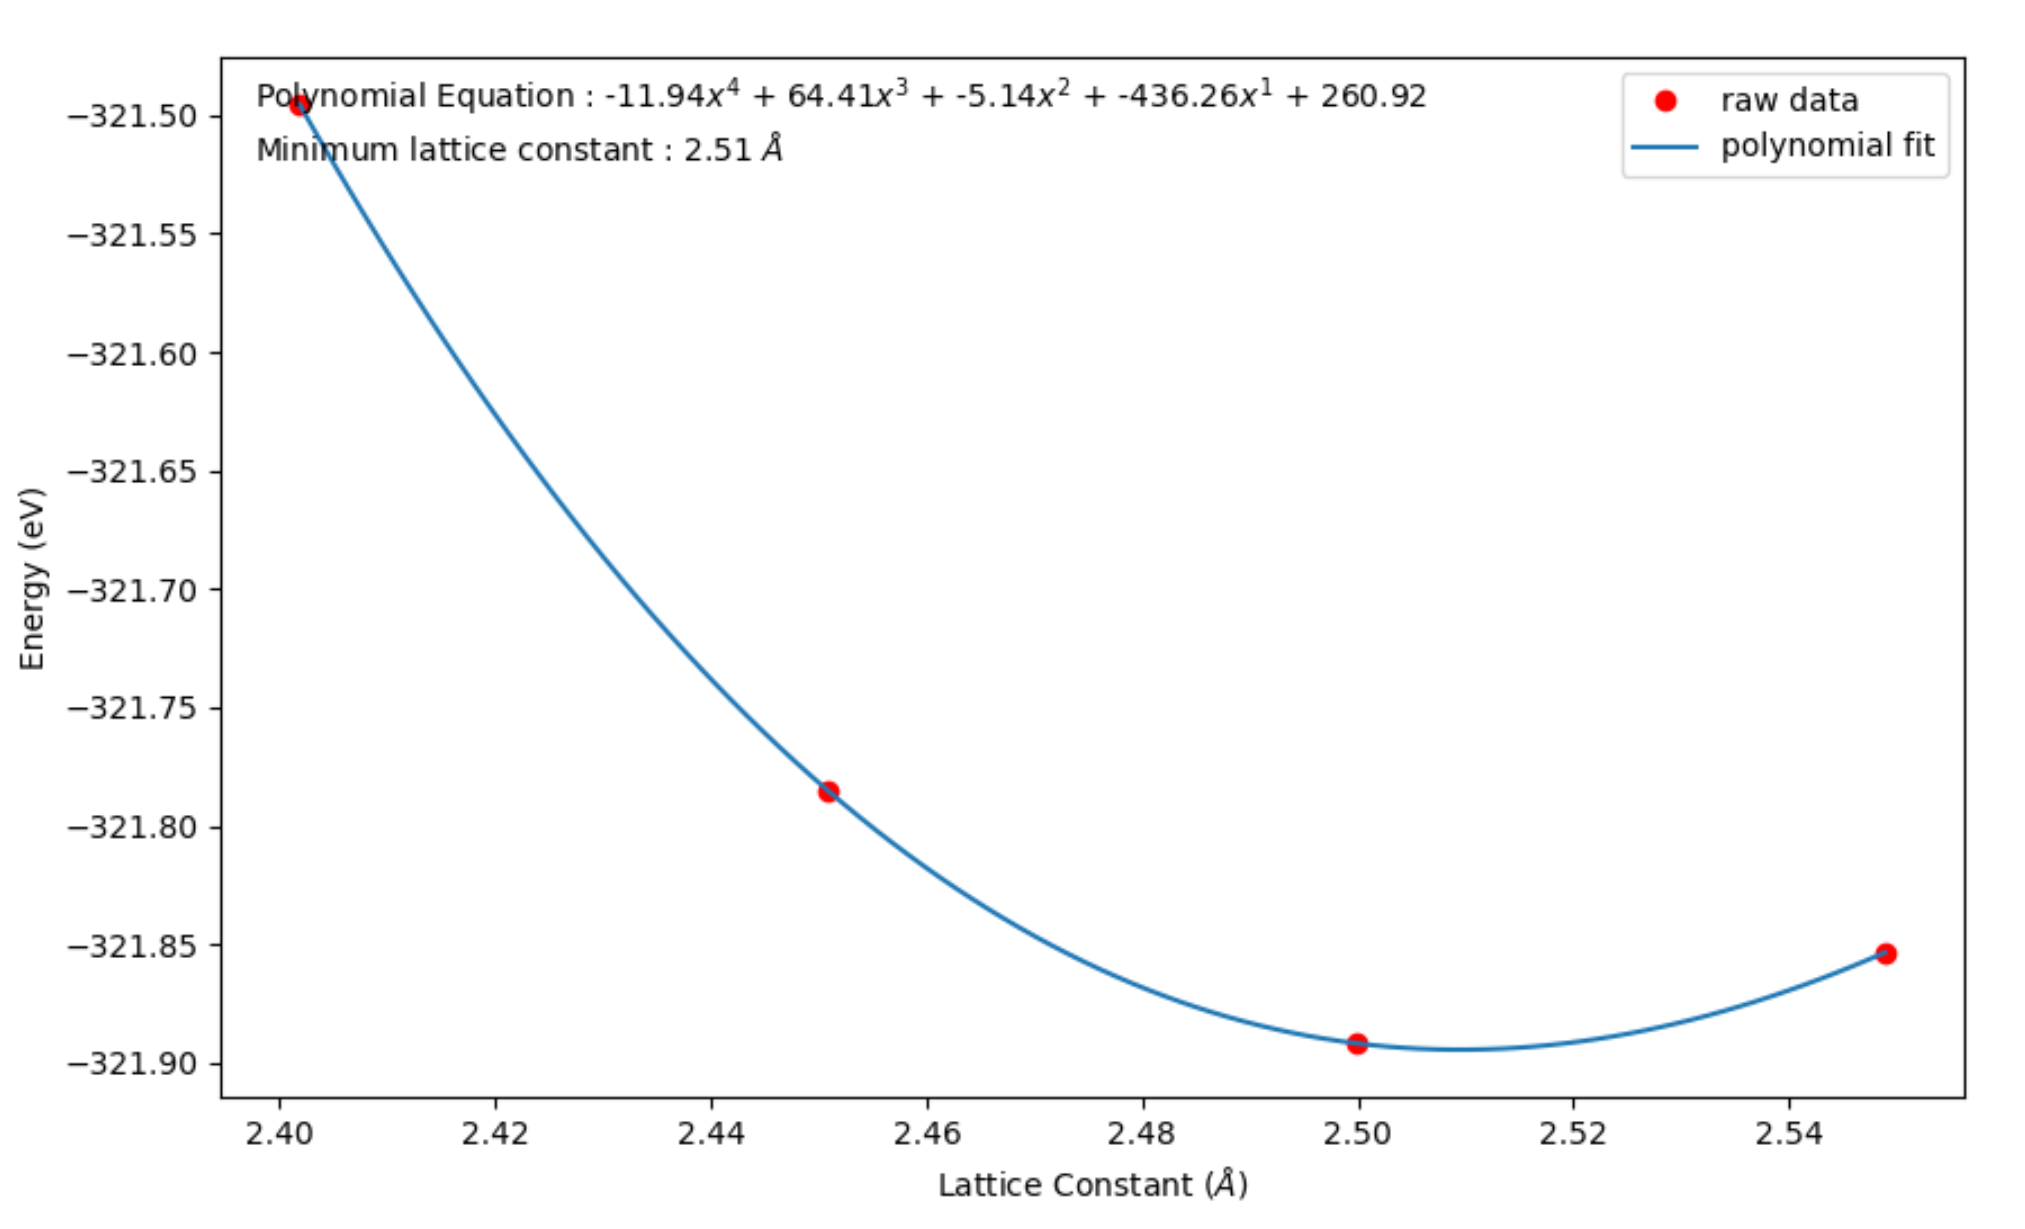 Polynomial Equation : -11.94x⁴ + 64.41x³ + -5.14x² + -436.26x¹ + 260.92
Minimum lattice constant : 2.51 Å
raw data
polynomial fit
−321.50
−321.55
−321.60
−321.65
−321.70
−321.75
−321.80
−321.85
−321.90
Energy (eV)
2.40 2.42 2.44 2.46 2.48 2.50 2.52 2.54
Lattice Constant (Å)